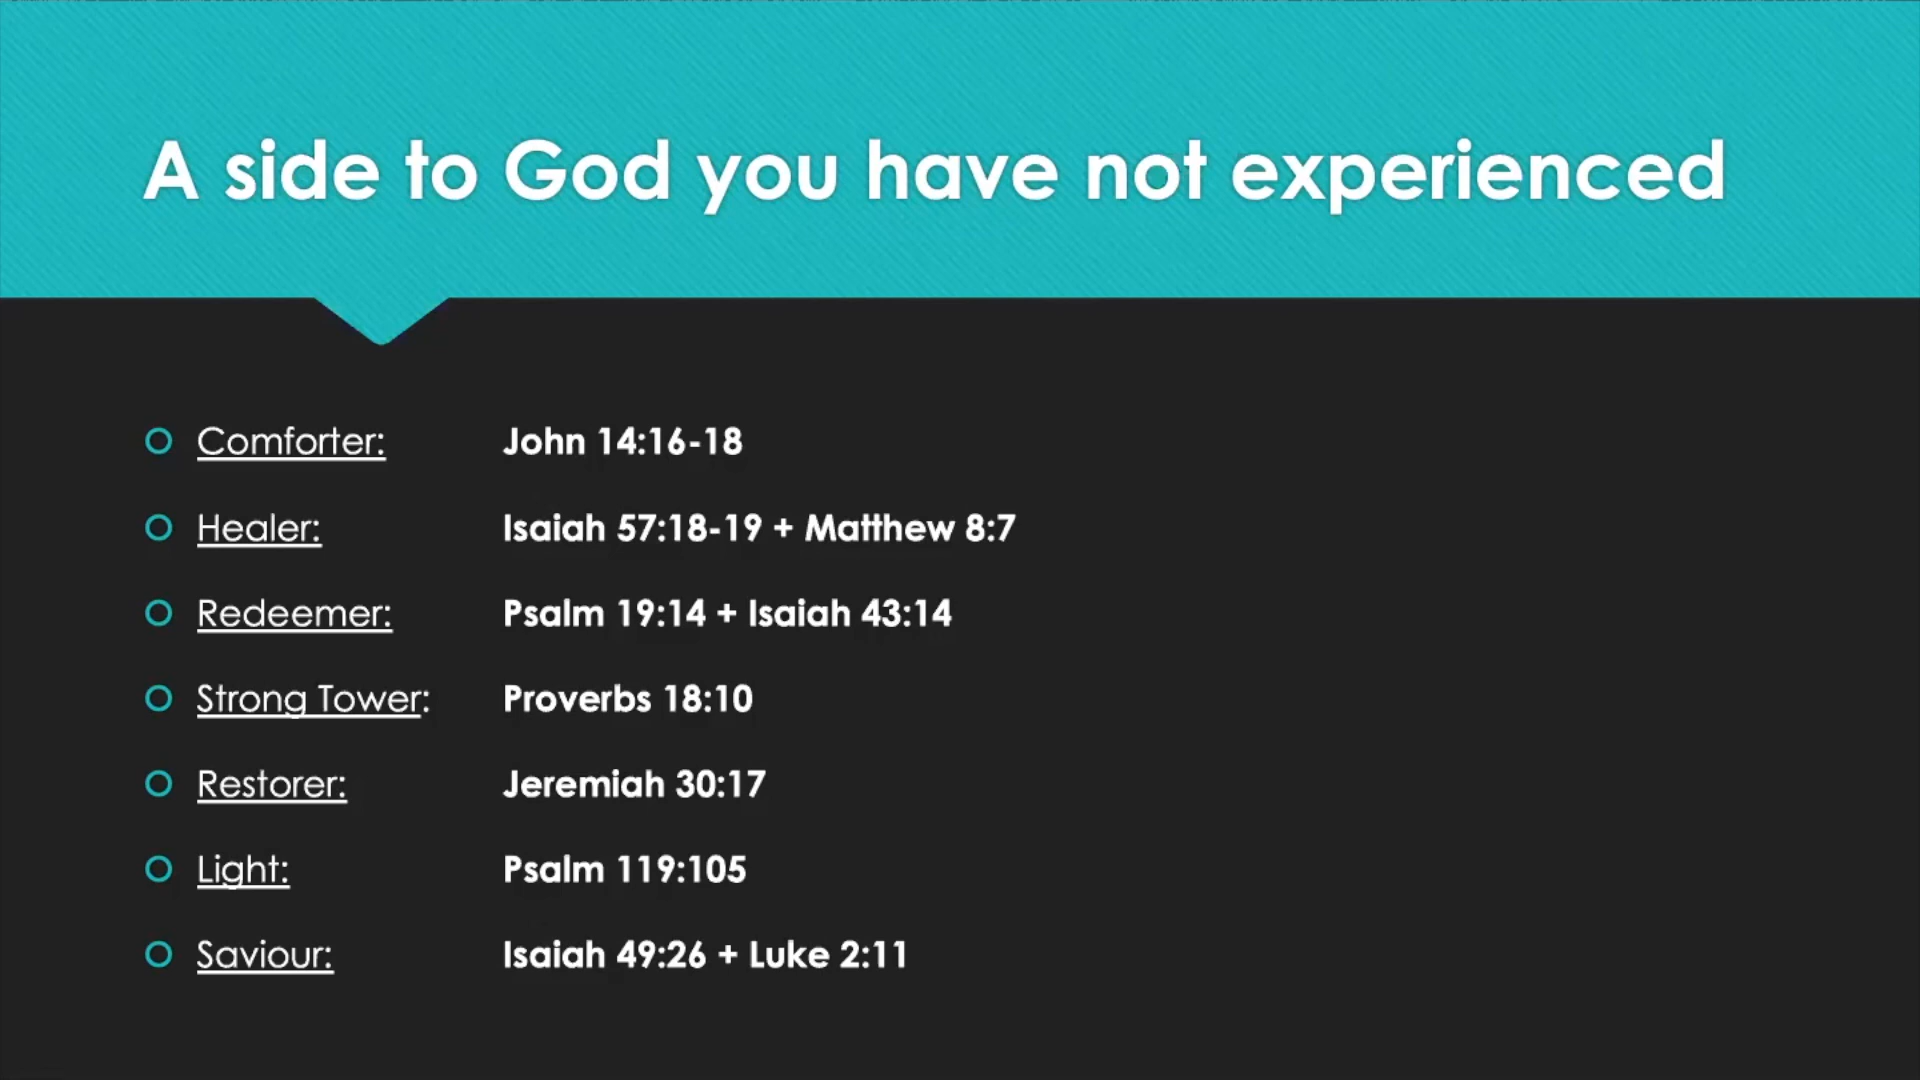 A side to God you have not experienced
Comforter: John 14:16-18
Healer: Isaiah 57:18-19 + Matthew 8:7
Redeemer: Psalm 19:14 + Isaiah 43:14
Strong Tower: Proverbs 18:10
Restorer: Jeremiah 30:17
Light: Psalm 119:105
Saviour: Isaiah 49:26 + Luke 2:11